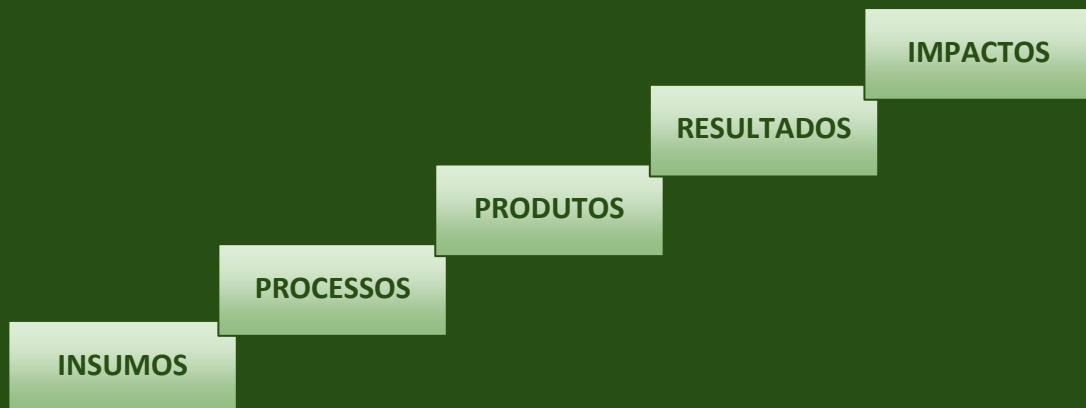 IMPACTOS
RESULTADOS
PRODUTOS
PROCESSOS
INSUMOS